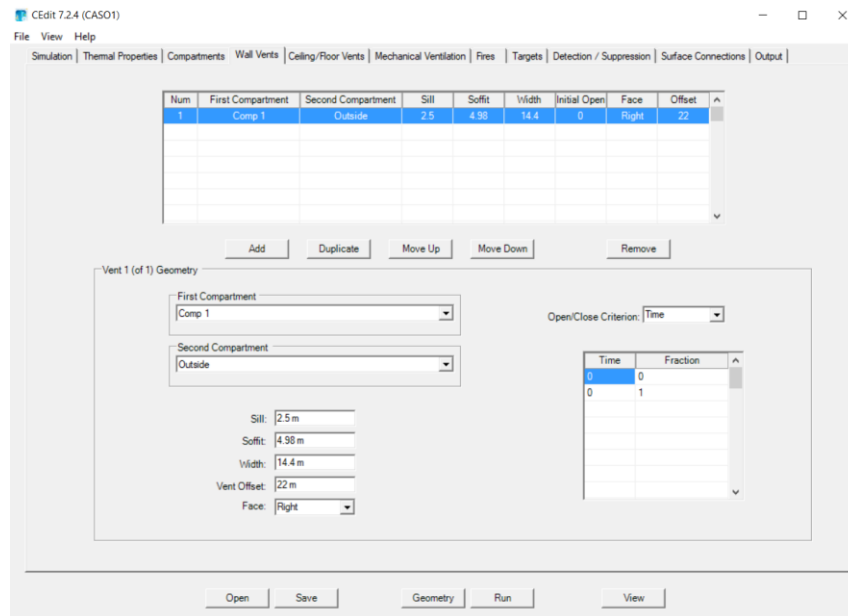 CEdit 7.2.4 (CASO1)
File View Help
Simulation Thermal Properties Compartments Wall Vents Ceiling/Floor Vents Mechanical Ventilation Fires Targets Detection / Suppression Surface Connections Output
Num First Compartment Second Compartment Sill Soffit Width Initial Open Face Offset
1 Comp 1 Outside 2.5 4.98 14.4 0 Right 22
Add Duplicate Move Up Move Down Remove
Vent 1 (of 1) Geometry
First Compartment
Comp 1
Open/Close Criterion: Time
Second Compartment
Outside
Time Fraction
0 0
0 1
Sill: 2.5 m
Soffit: 4.98 m
Width: 14.4 m
Vent Offset: 22 m
Face: Right
Open Save Geometry Run View